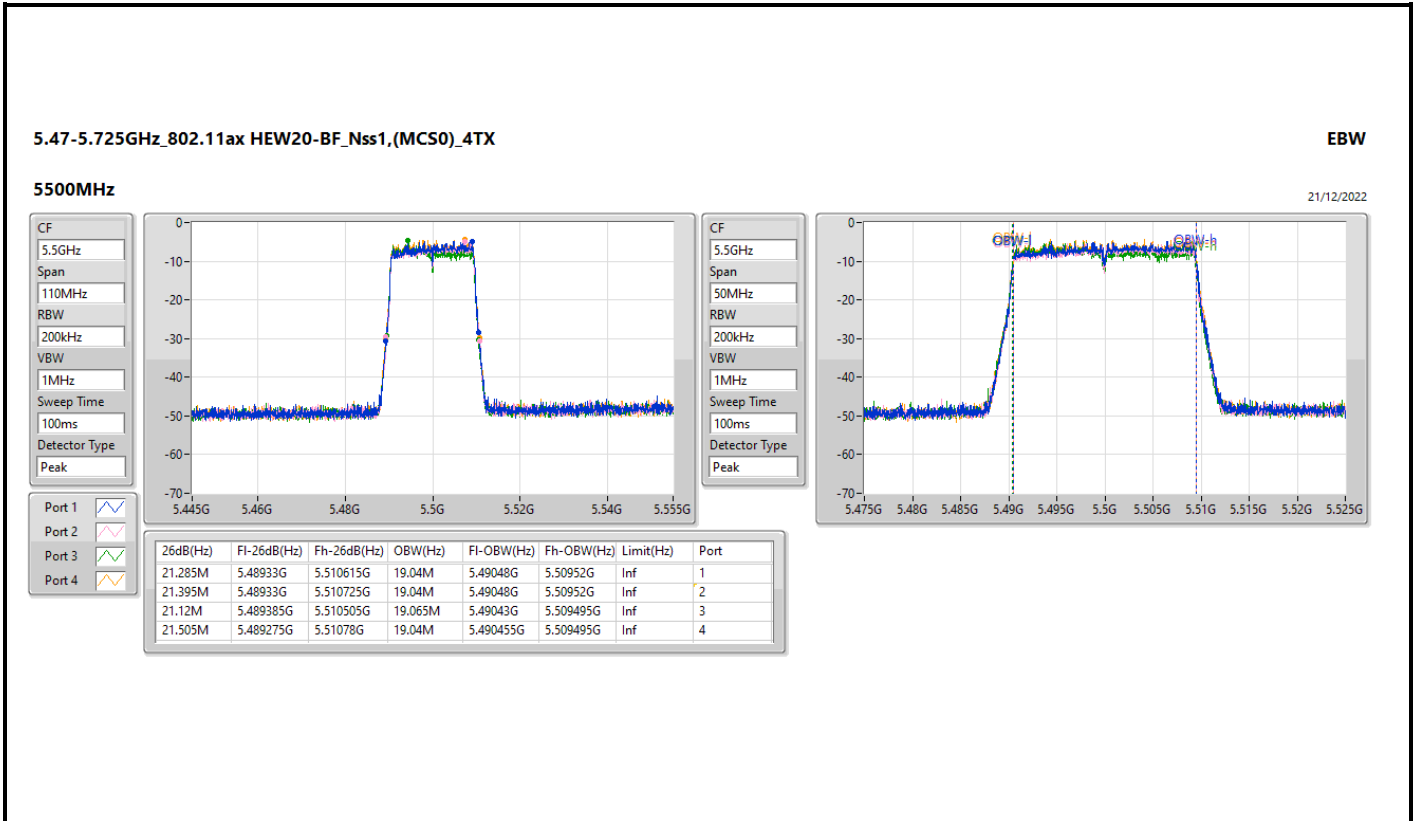 5.47-5.725GHz_802.11ax HEW20-BF_Nss1,(MCS0)_4TX
EBW
5500MHz
21/12/2022
CF
5.5GHz
Span
110MHz
RBW
200kHz
VBW
1MHz
Sweep Time
100ms
Detector Type
Peak
Port 1
Port 2
Port 3
Port 4
0
-10
-20
-30
-40
-50
-60
-70
5.445G 5.46G 5.48G 5.5G 5.52G 5.54G 5.555G
CF
5.5GHz
Span
50MHz
RBW
200kHz
VBW
1MHz
Sweep Time
100ms
Detector Type
Peak
0
-10
-20
-30
-40
-50
-60
-70
OBW-l OBW-h
5.475G 5.48G 5.485G 5.49G 5.495G 5.5G 5.505G 5.51G 5.515G 5.52G 5.525G
26dB(Hz) Fl-26dB(Hz) Fh-26dB(Hz) OBW(Hz) Fl-OBW(Hz) Fh-OBW(Hz) Limit(Hz) Port
21.285M 5.48933G 5.510615G 19.04M 5.49048G 5.50952G Inf 1
21.395M 5.48933G 5.510725G 19.04M 5.49048G 5.50952G Inf 2
21.12M 5.489385G 5.510505G 19.065M 5.49043G 5.509495G Inf 3
21.505M 5.489275G 5.51078G 19.04M 5.490455G 5.509495G Inf 4